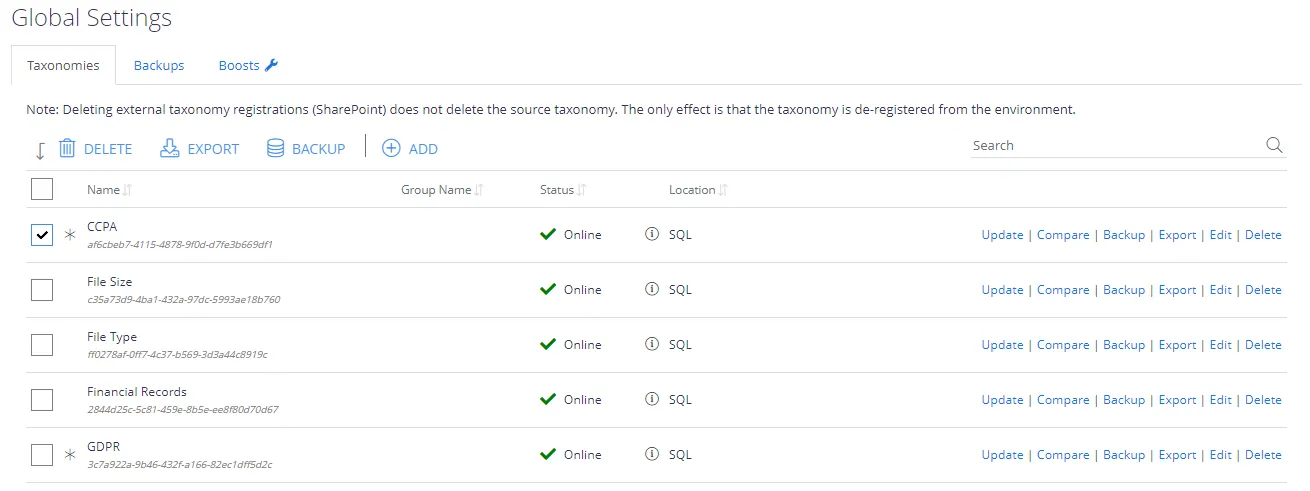 Global Settings
Taxonomies Backups Boosts
Note: Deleting external taxonomy registrations (SharePoint) does not delete the source taxonomy. The only effect is that the taxonomy is de-registered from the environment.
DELETE EXPORT BACKUP | ADD Search
Name Group Name Status Location
CCPA
af6cbeb7-4115-4878-9f0d-d7fe3b669df1
Online SQL Update | Compare | Backup | Export | Edit | Delete
File Size
c35a73d9-4ba1-432a-97dc-5993ae18b760
Online SQL Update | Compare | Backup | Export | Edit | Delete
File Type
ff0278af-0ff7-4c37-b569-3d3a44c8919c
Online SQL Update | Compare | Backup | Export | Edit | Delete
Financial Records
2844d25c-5c81-459e-8b5e-ee8f80d70d67
Online SQL Update | Compare | Backup | Export | Edit | Delete
GDPR
3c7a922a-9b46-432f-a166-82ec1dff5d2c
Online SQL Update | Compare | Backup | Export | Edit | Delete